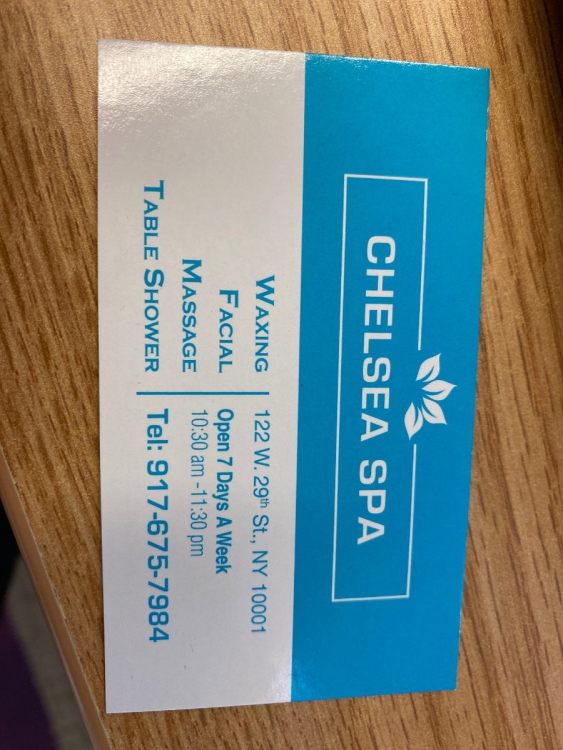 CHELSEA SPA
WAXING
FACIAL
MASSAGE
TABLE SHOWER
122 W. 29th St., NY 10001
Open 7 Days A Week
10:30 am -11:30 pm
Tel: 917-675-7984